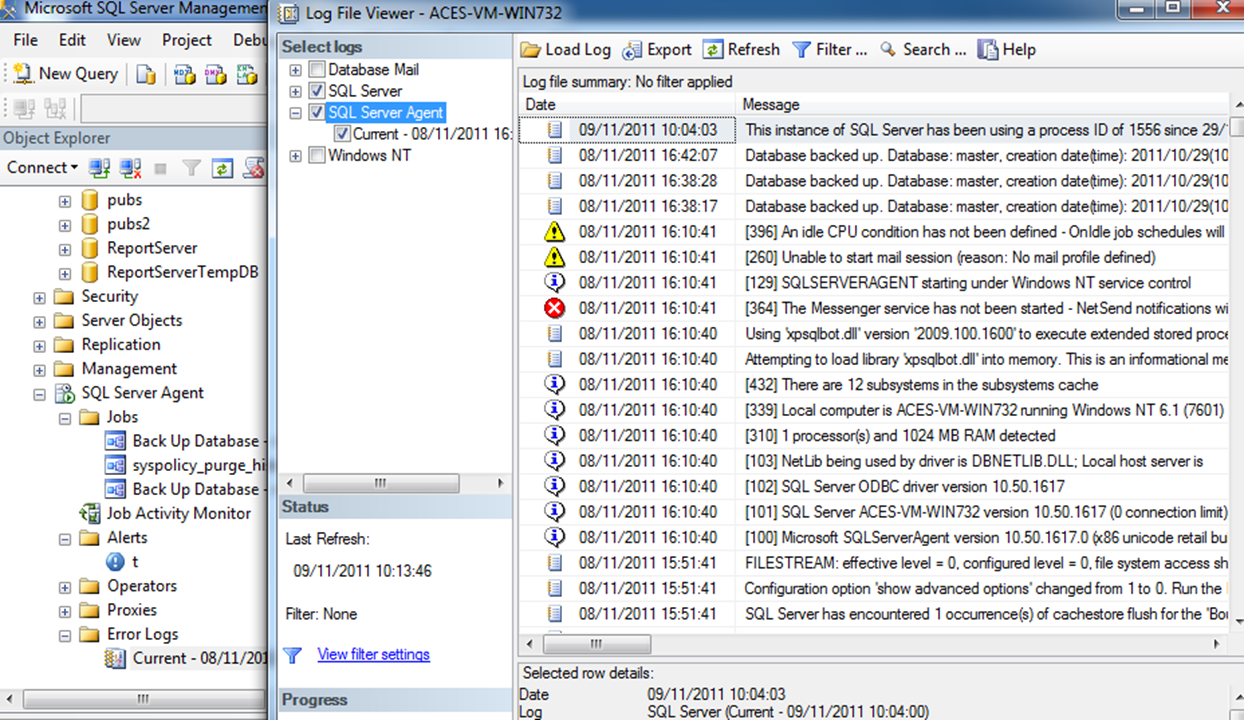 Microsoft SQL Server Managemen
File Edit View Project Debu
New Query
Object Explorer
Connect
pubs
pubs2
ReportServer
ReportServerTempDB
Security
Server Objects
Replication
Management
SQL Server Agent
Jobs
Back Up Database -
syspolicy_purge_hi
Back Up Database -
Job Activity Monitor
Alerts
t
Operators
Proxies
Error Logs
Current - 08/11/201
Log File Viewer - ACES-VM-WIN732
Select logs
Database Mail
SQL Server
SQL Server Agent
Current - 08/11/2011 16:
Windows NT
Status
Last Refresh:
09/11/2011 10:13:46
Filter: None
View filter settings
Progress
Load Log Export Refresh Filter ... Search ... Help
Log file summary: No filter applied
Date Message
09/11/2011 10:04:03 This instance of SQL Server has been using a process ID of 1556 since 29/
08/11/2011 16:42:07 Database backed up. Database: master, creation date(time): 2011/10/29(10
08/11/2011 16:38:28 Database backed up. Database: master, creation date(time): 2011/10/29(10
08/11/2011 16:38:17 Database backed up. Database: master, creation date(time): 2011/10/29(10
08/11/2011 16:10:41 [396] An idle CPU condition has not been defined - OnIdle job schedules will
08/11/2011 16:10:41 [260] Unable to start mail session (reason: No mail profile defined)
08/11/2011 16:10:41 [129] SQLSERVERAGENT starting under Windows NT service control
08/11/2011 16:10:41 [364] The Messenger service has not been started - NetSend notifications wi
08/11/2011 16:10:40 Using 'xpsqlbot.dll' version '2009.100.1600' to execute extended stored proce
08/11/2011 16:10:40 Attempting to load library 'xpsqlbot.dll' into memory. This is an informational me
08/11/2011 16:10:40 [432] There are 12 subsystems in the subsystems cache
08/11/2011 16:10:40 [339] Local computer is ACES-VM-WIN732 running Windows NT 6.1 (7601)
08/11/2011 16:10:40 [310] 1 processor(s) and 1024 MB RAM detected
08/11/2011 16:10:40 [103] NetLib being used by driver is DBNETLIB.DLL; Local host server is
08/11/2011 16:10:40 [102] SQL Server ODBC driver version 10.50.1617
08/11/2011 16:10:40 [101] SQL Server ACES-VM-WIN732 version 10.50.1617 (0 connection limit)
08/11/2011 16:10:40 [100] Microsoft SQLServerAgent version 10.50.1617.0 (x86 unicode retail bu
08/11/2011 15:51:41 FILESTREAM: effective level = 0, configured level = 0, file system access sh
08/11/2011 15:51:41 Configuration option 'show advanced options' changed from 1 to 0. Run the
08/11/2011 15:51:41 SQL Server has encountered 1 occurrence(s) of cachestore flush for the 'Bou
Selected row details:
Date 09/11/2011 10:04:03
Log SQL Server (Current - 09/11/2011 10:04:00)